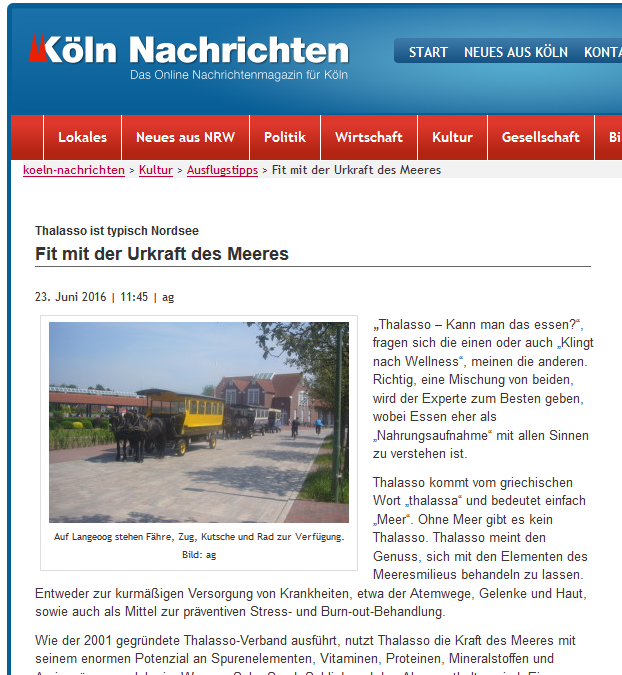 Köln Nachrichten
Das Online Nachrichtenmagazin für Köln
START NEUES AUS KÖLN
Lokales Neues aus NRW Politik Wirtschaft Kultur Gesellschaft
koeln-nachrichten > Kultur > Ausflugstipps > Fit mit der Urkraft des Meeres
Thalasso ist typisch Nordsee
Fit mit der Urkraft des Meeres
23. Juni 2016 | 11:45 | ag
Auf Langeoog stehen Fähre, Zug, Kutsche und Rad zur Verfügung.
Bild: ag
„Thalasso – Kann man das essen?“,
fragen sich die einen oder auch „Klingt
nach Wellness“, meinen die anderen.
Richtig, eine Mischung von beiden,
wird der Experte zum Besten geben,
wobei Essen eher als
„Nahrungsaufnahme“ mit allen Sinnen
zu verstehen ist.
Thalasso kommt vom griechischen
Wort „thalassa“ und bedeutet einfach
„Meer“. Ohne Meer gibt es kein
Thalasso. Thalasso meint den
Genuss, sich mit den Elementen des
Meeresmilieus behandeln zu lassen.
Entweder zur kurmäßigen Versorgung von Krankheiten, etwa der Atemwege, Gelenke und Haut,
sowie auch als Mittel zur präventiven Stress- und Burn-out-Behandlung.
Wie der 2001 gegründete Thalasso-Verband ausführt, nutzt Thalasso die Kraft des Meeres mit
seinem enormen Potenzial an Spurenelementen, Vitaminen, Proteinen, Mineralstoffen und